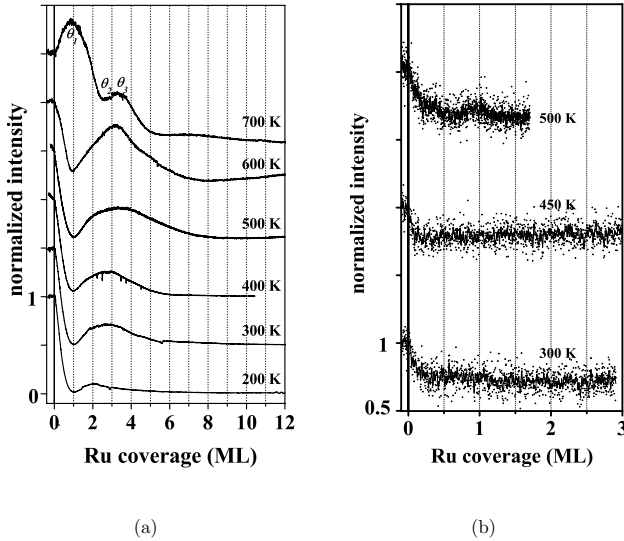 normalized intensity
θ1
θ2 θ3
700 K
600 K
500 K
400 K
300 K
200 K
1
0
0 2 4 6 8 10 12
Ru coverage (ML)
(a)
normalized intensity
500 K
450 K
300 K
1
0.5
0 1 2 3
Ru coverage (ML)
(b)